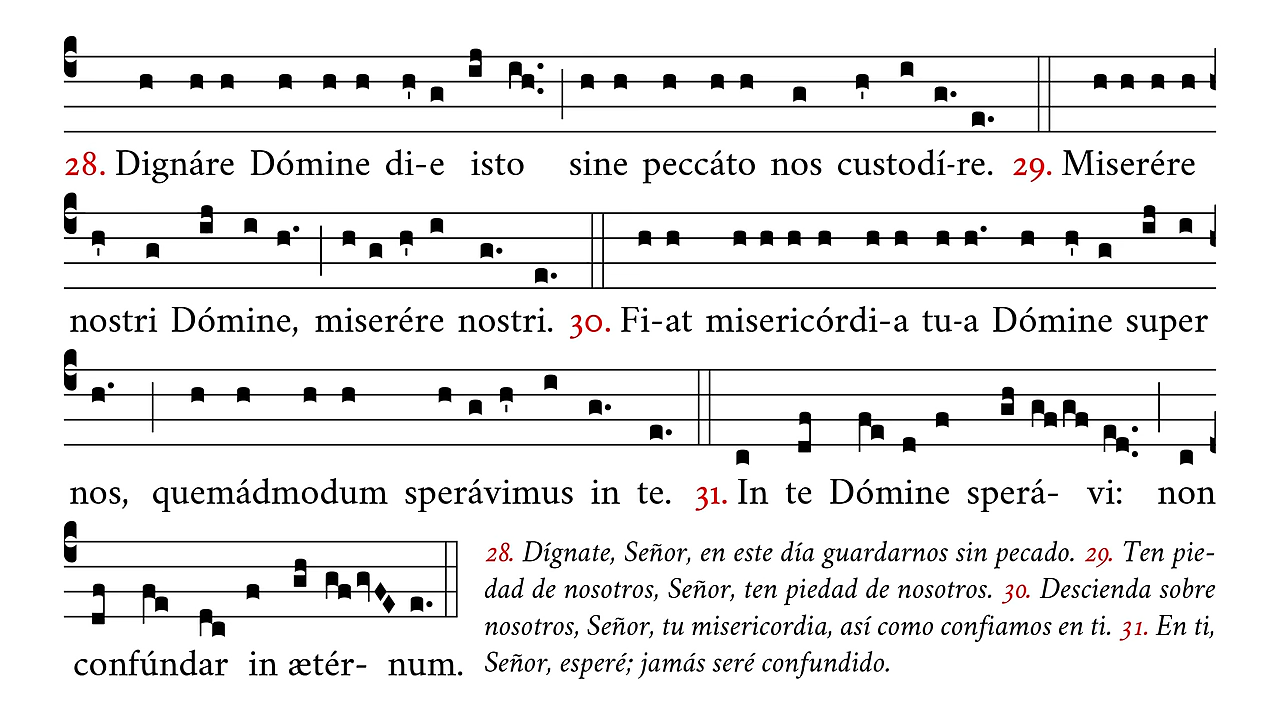 28. Dignáre Dómine di-e isto sine peccáto nos custodí-re. 29. Miserére
nostri Dómine, miserére nostri. 30. Fi-at misericórdi-a tu-a Dómine super
nos, quemádmodum sperávimus in te. 31. In te Dómine sperá- vi: non
confúndar in ætér- num.
28. Dígnate, Señor, en este día guardarnos sin pecado. 29. Ten pie-
dad de nosotros, Señor, ten piedad de nosotros. 30. Descienda sobre
nosotros, Señor, tu misericordia, así como confiamos en ti. 31. En ti,
Señor, esperé; jamás seré confundido.